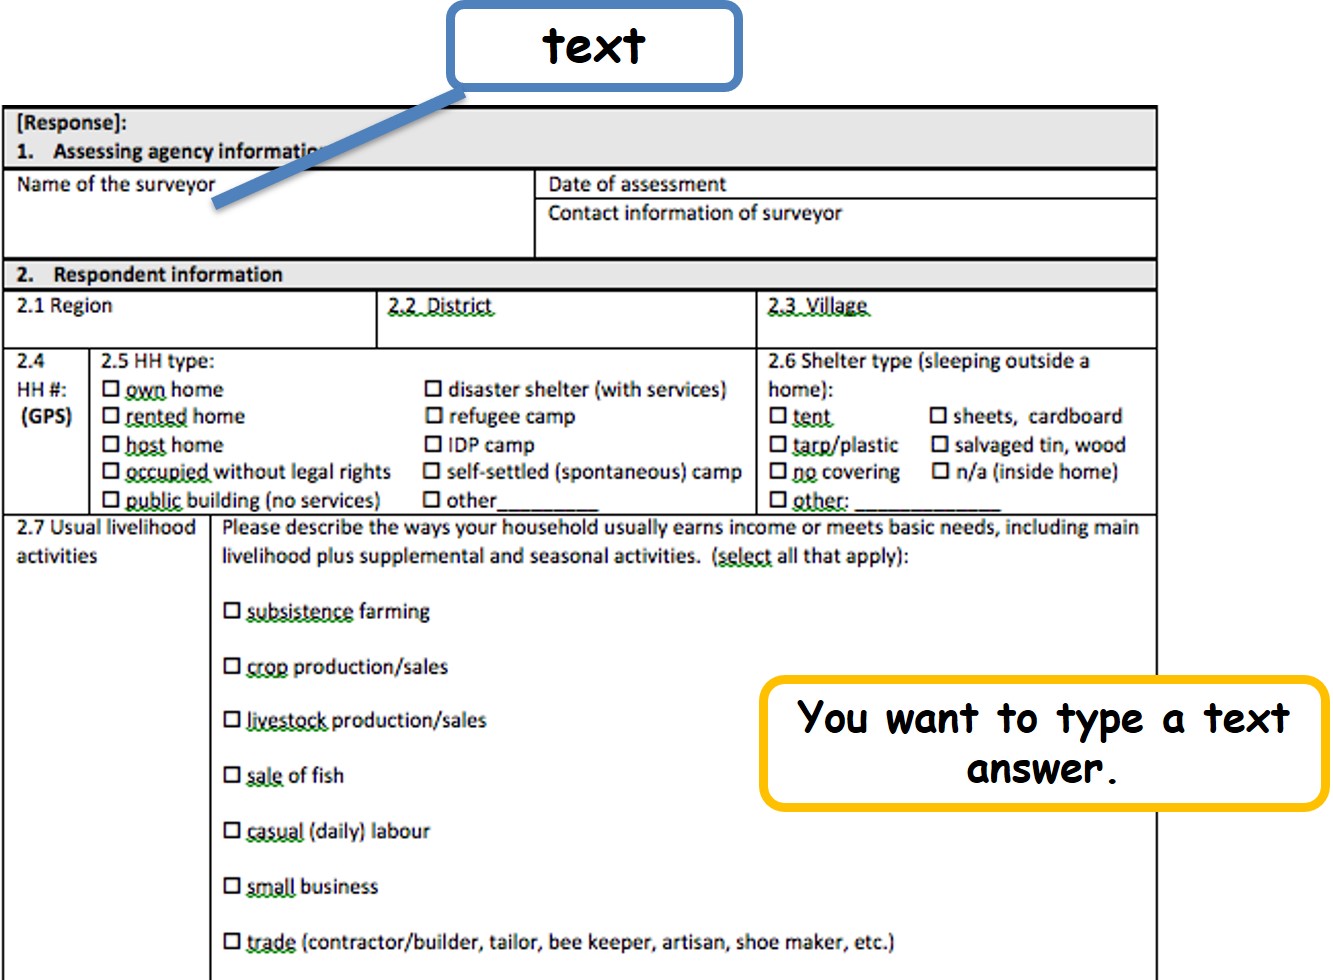 text
[Response]:
1. Assessing agency information
Name of the surveyor
Date of assessment
Contact information of surveyor
2. Respondent information
2.1 Region
2.2 District
2.3 Village
2.4
HH #:
(GPS)
2.5 HH type:
☐ own home
☐ rented home
☐ host home
☐ occupied without legal rights
☐ public building (no services)
☐ disaster shelter (with services)
☐ refugee camp
☐ IDP camp
☐ self-settled (spontaneous) camp
☐ other_________
2.6 Shelter type (sleeping outside a
home):
☐ tent
☐ tarp/plastic
☐ no covering
☐ other: _____________
☐ sheets, cardboard
☐ salvaged tin, wood
☐ n/a (inside home)
2.7 Usual livelihood
activities
Please describe the ways your household usually earns income or meets basic needs, including main
livelihood plus supplemental and seasonal activities. (select all that apply):
☐ subsistence farming
☐ crop production/sales
☐ livestock production/sales
☐ sale of fish
☐ casual (daily) labour
☐ small business
☐ trade (contractor/builder, tailor, bee keeper, artisan, shoe maker, etc.)
You want to type a text
answer.